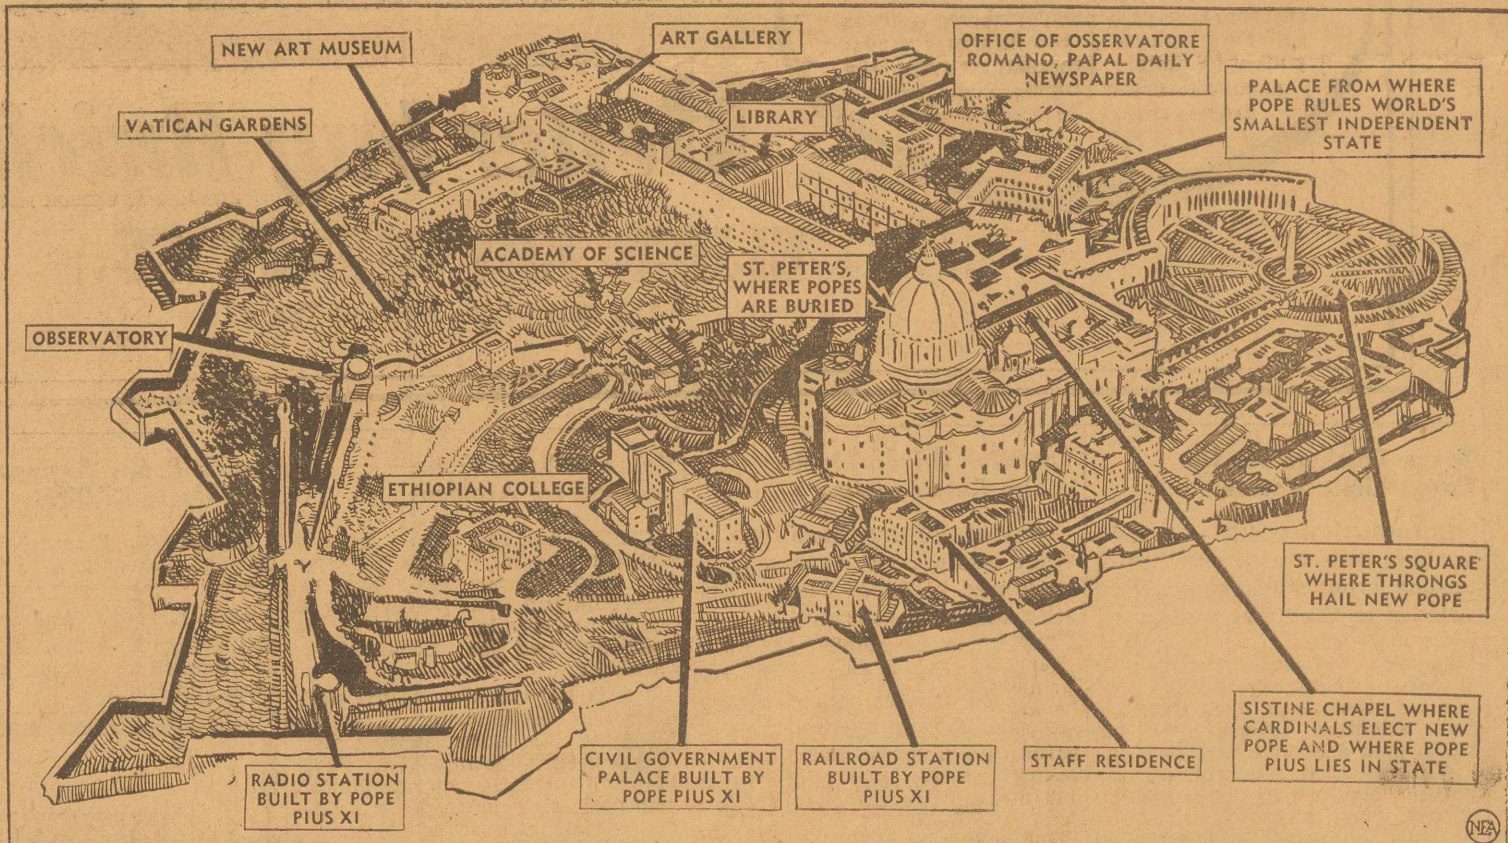 NEW ART MUSEUM
ART GALLERY
OFFICE OF OSSERVATORE
ROMANO, PAPAL DAILY
NEWSPAPER
PALACE FROM WHERE
POPE RULES WORLD'S
SMALLEST INDEPENDENT
STATE
VATICAN GARDENS
LIBRARY
ACADEMY OF SCIENCE
ST. PETER'S,
WHERE POPES
ARE BURIED
OBSERVATORY
ETHIOPIAN COLLEGE
ST. PETER'S SQUARE
WHERE THRONGS
HAIL NEW POPE
SISTINE CHAPEL WHERE
CARDINALS ELECT NEW
POPE AND WHERE POPE
PIUS LIES IN STATE
RADIO STATION
BUILT BY POPE
PIUS XI
CIVIL GOVERNMENT
PALACE BUILT BY
POPE PIUS XI
RAILROAD STATION
BUILT BY POPE
PIUS XI
STAFF RESIDENCE
NEA